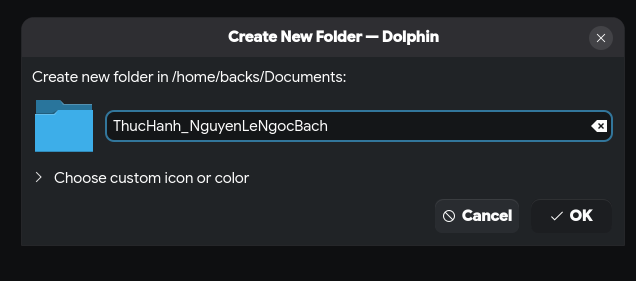 Create New Folder — Dolphin
Create new folder in /home/backs/Documents:
ThucHanh_NguyenLeNgocBach
Choose custom icon or color
Cancel
OK